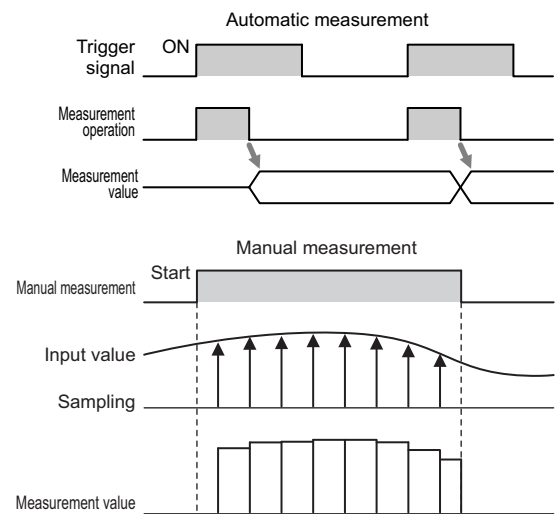 Automatic measurement
Trigger
signal
ON
Measurement
operation
Measurement
value
Manual measurement
Start
Manual measurement
Input value
Sampling
Measurement value